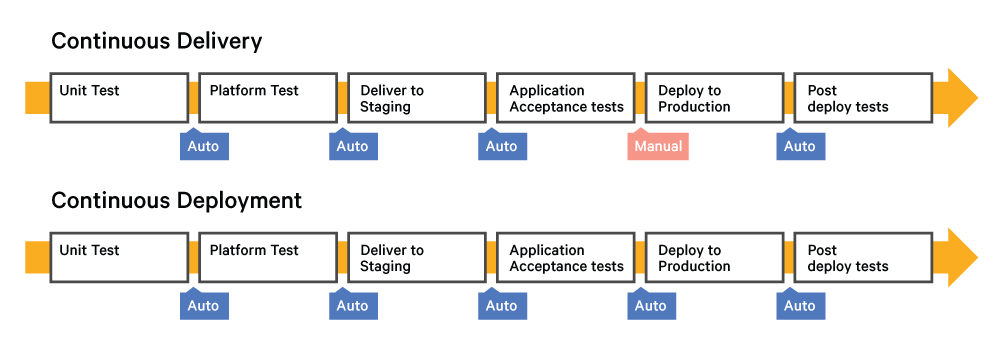 Continuous Delivery
Unit Test
Platform Test
Deliver to
Staging
Application
Acceptance tests
Deploy to
Production
Post
deploy tests
Auto
Auto
Auto
Manual
Auto
Continuous Deployment
Unit Test
Platform Test
Deliver to
Staging
Application
Acceptance tests
Deploy to
Production
Post
deploy tests
Auto
Auto
Auto
Auto
Auto